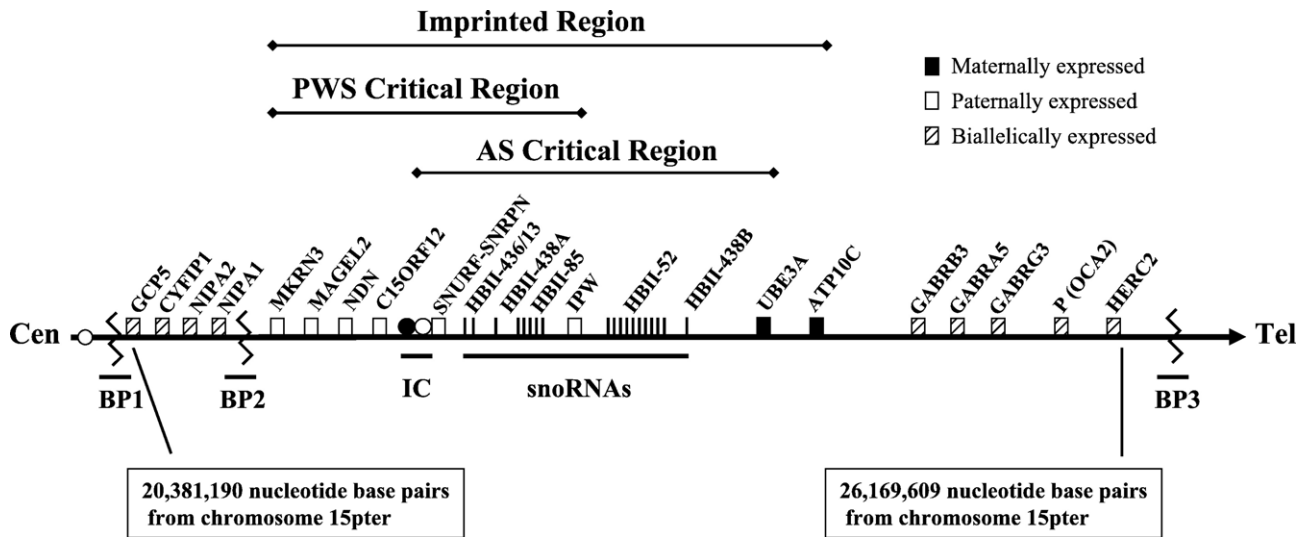 Imprinted Region
PWS Critical Region
AS Critical Region
Maternally expressed
Paternally expressed
Biallelically expressed
GCP5
CYFIP1
NIPA2
NIPA1
MKRN3
MAGEL2
NDN
C15ORF12
SNURF-SNRPN
HBII-436/13
HBII-438A
HBII-85
IPW
HBII-52
HBII-438B
UBE3A
ATP10C
GABRB3
GABRA5
GABRG3
P (OCA2)
HERC2
Cen
Tel
BP1
BP2
IC
snoRNAs
BP3
20,381,190 nucleotide base pairs
from chromosome 15pter
26,169,609 nucleotide base pairs
from chromosome 15pter